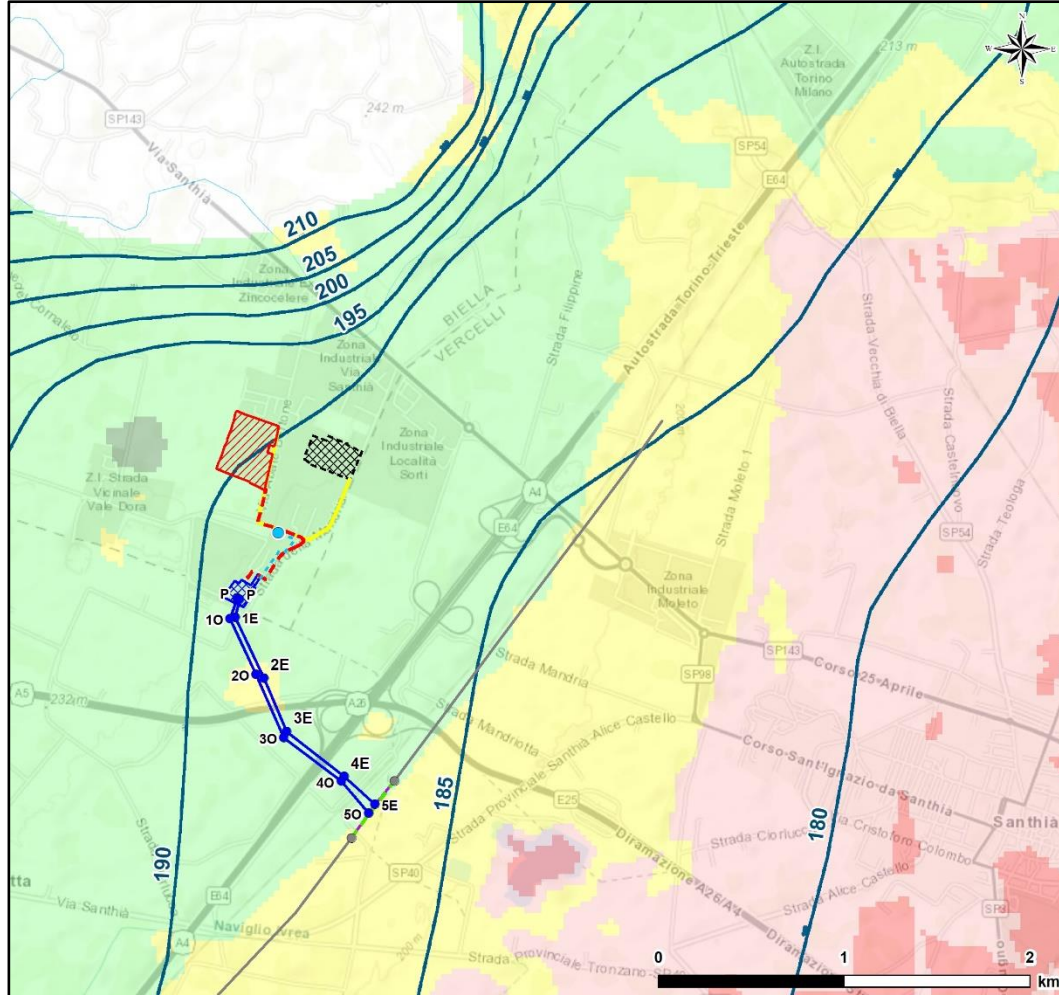 N
W
E
S
213 m
Z.I.
Autostrada
Torino
Milano
242 m
SP143
Via Santhià
SP54
E64
210
205
200
195
Zona
Zincocelere
BIELLA
VERCELLI
Strada Filippine
Autostrada Torino-Trieste
Zona
Industriale
Via
Santhià
Zona
Industriale
Località
Sorti
Strada Vecchia di Biella
Strada Castelnuovo
Strada Teologa
SP54
Z.I. Strada
Vicinale
Vale Dora
A4
E64
Strada Moleto 1
Zona
Industriale
Moleto
P
P
1O
1E
2O
2E
3E
3O
4E
4O
5E
5O
SP143
Corso 25 Aprile
SP98
Strada Mandria
A5
232 m
A26
Strada Mandriotta
Strada Provinciale Santhià Alice Castello
Corso Sant'Ignazio da Santhià
E25
Diramazione A26/A4
185
180
190
Santhià
Via Cristoforo Colombo
Strada Alice Castello
SP40
Via Santhià
E64
A4
Naviglio Ivrea
200 m
Strada Provinciale Tronzano
0
1
2
km